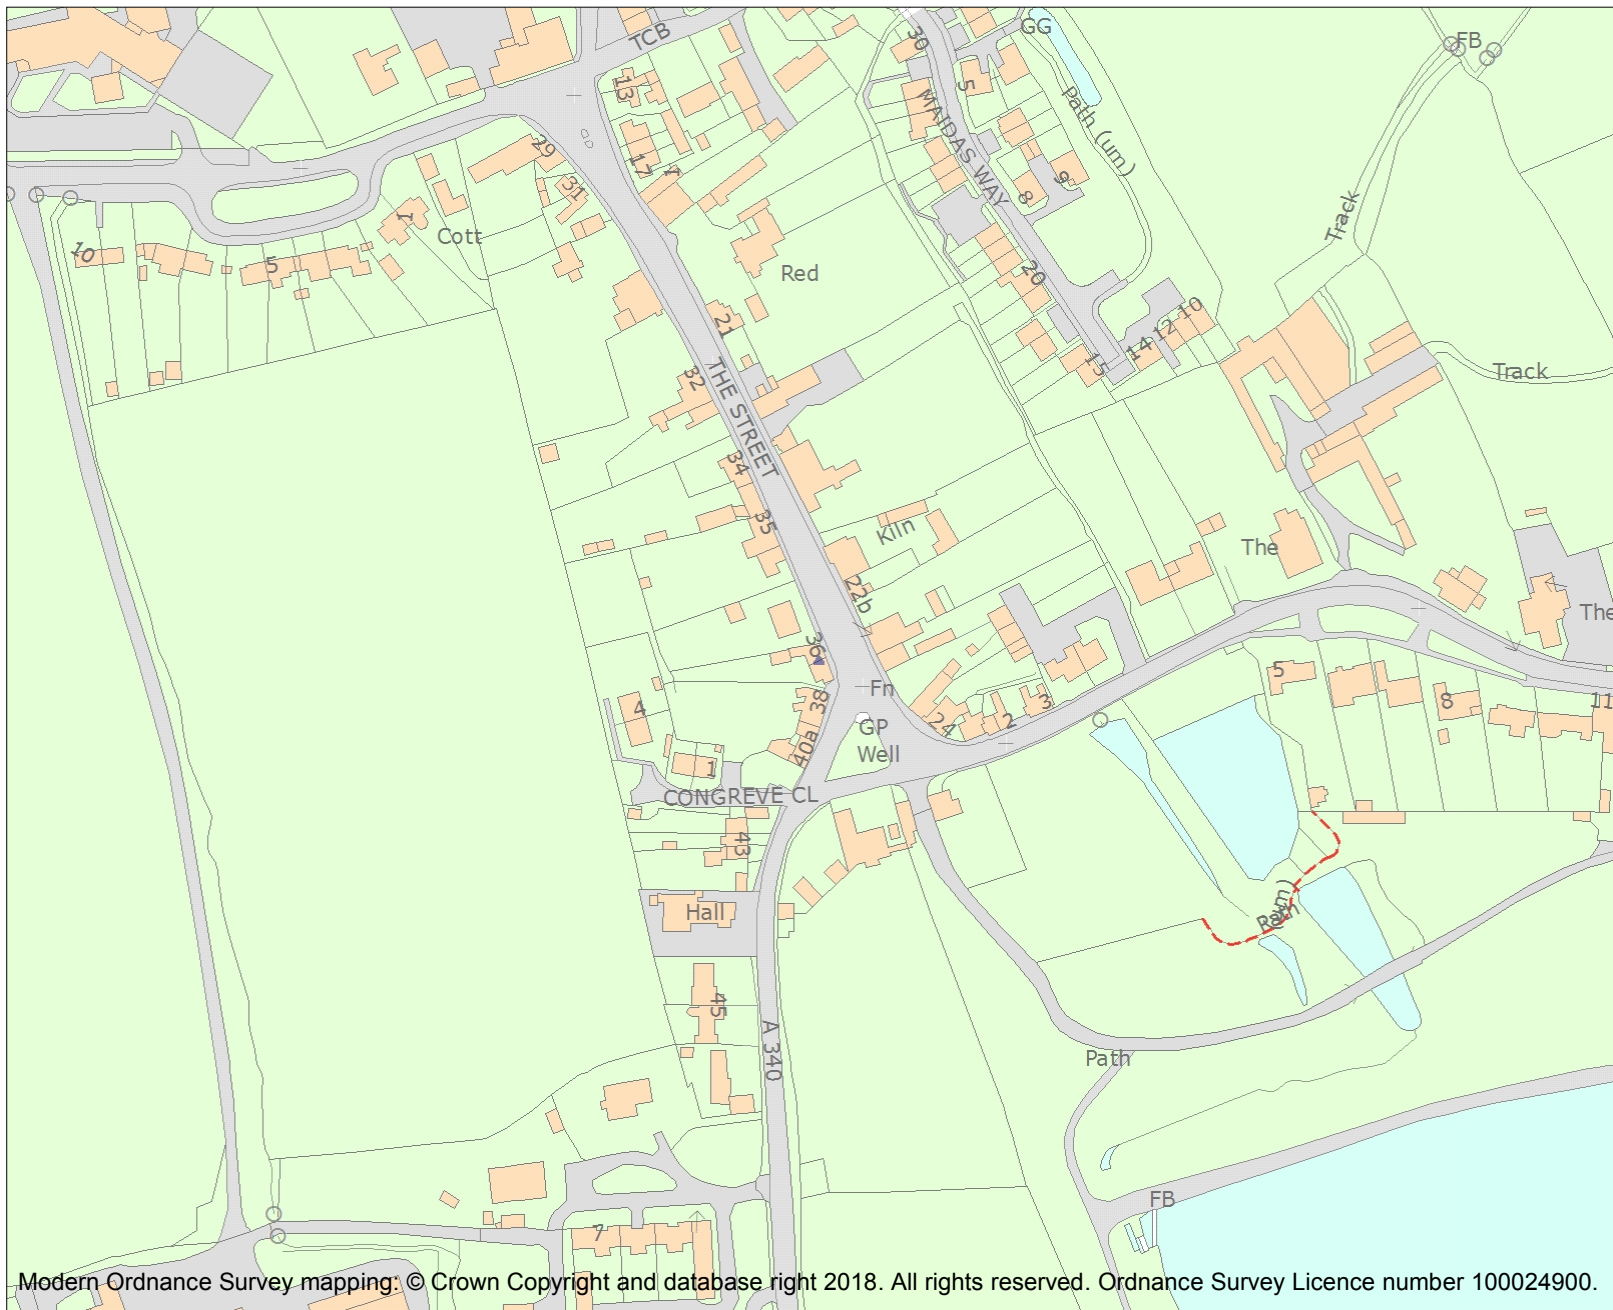 TCB
30
GG
FB
13
5
Path (um)
MAIDAS WAY
29
17
1
31
8
9
Track
1
Cott
10
5
Red
20
21
10
12
14
15
Track
32
THE STREET
34
35
Kiln
The
22b
The
36
5
Fn
4
38
24
2
3
8
11
GP
Well
40a
1
CONGREVE CL
43
Hall
Path
(um)
45
A 340
Path
FB
7
Modern Ordnance Survey mapping: © Crown Copyright and database right 2018. All rights reserved. Ordnance Survey Licence number 100024900.